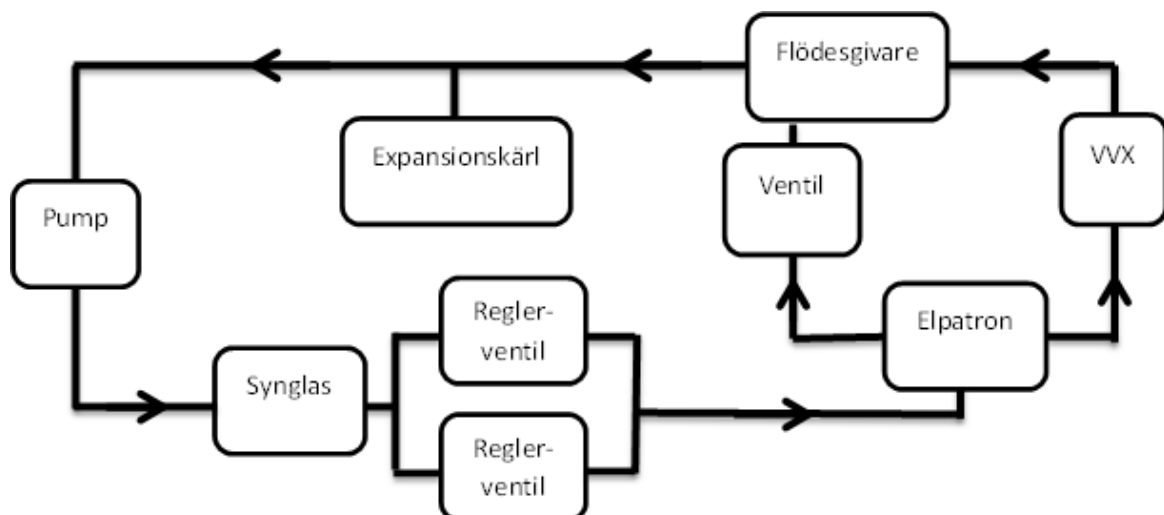 Flödesgivare
Expansionskärl
VVX
Ventil
Pump
Regler-
ventil
Elpatron
Synglas
Regler-
ventil